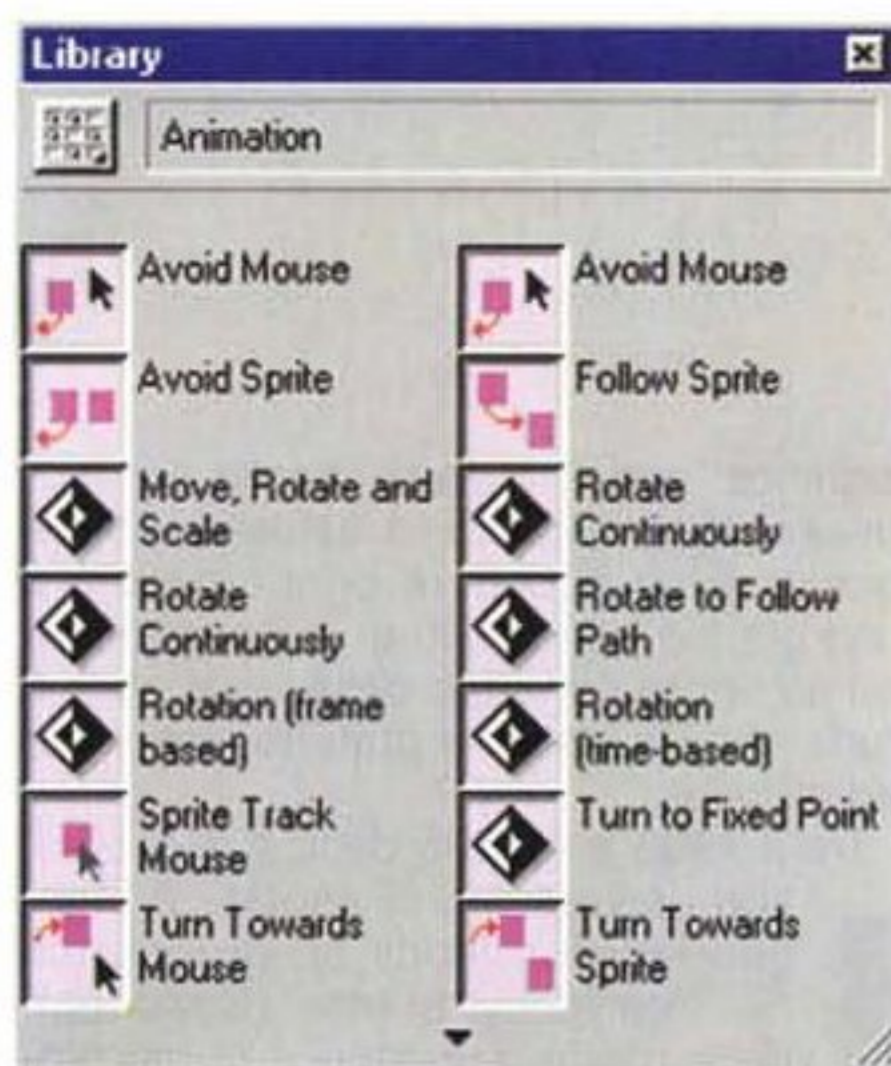 Library
Animation
Avoid Mouse
Avoid Mouse
Avoid Sprite
Follow Sprite
Move, Rotate and
Scale
Rotate
Continuously
Rotate
Continuously
Rotate to Follow
Path
Rotation (frame
based)
Rotation
(time-based)
Sprite Track
Mouse
Turn to Fixed Point
Turn Towards
Mouse
Turn Towards
Sprite